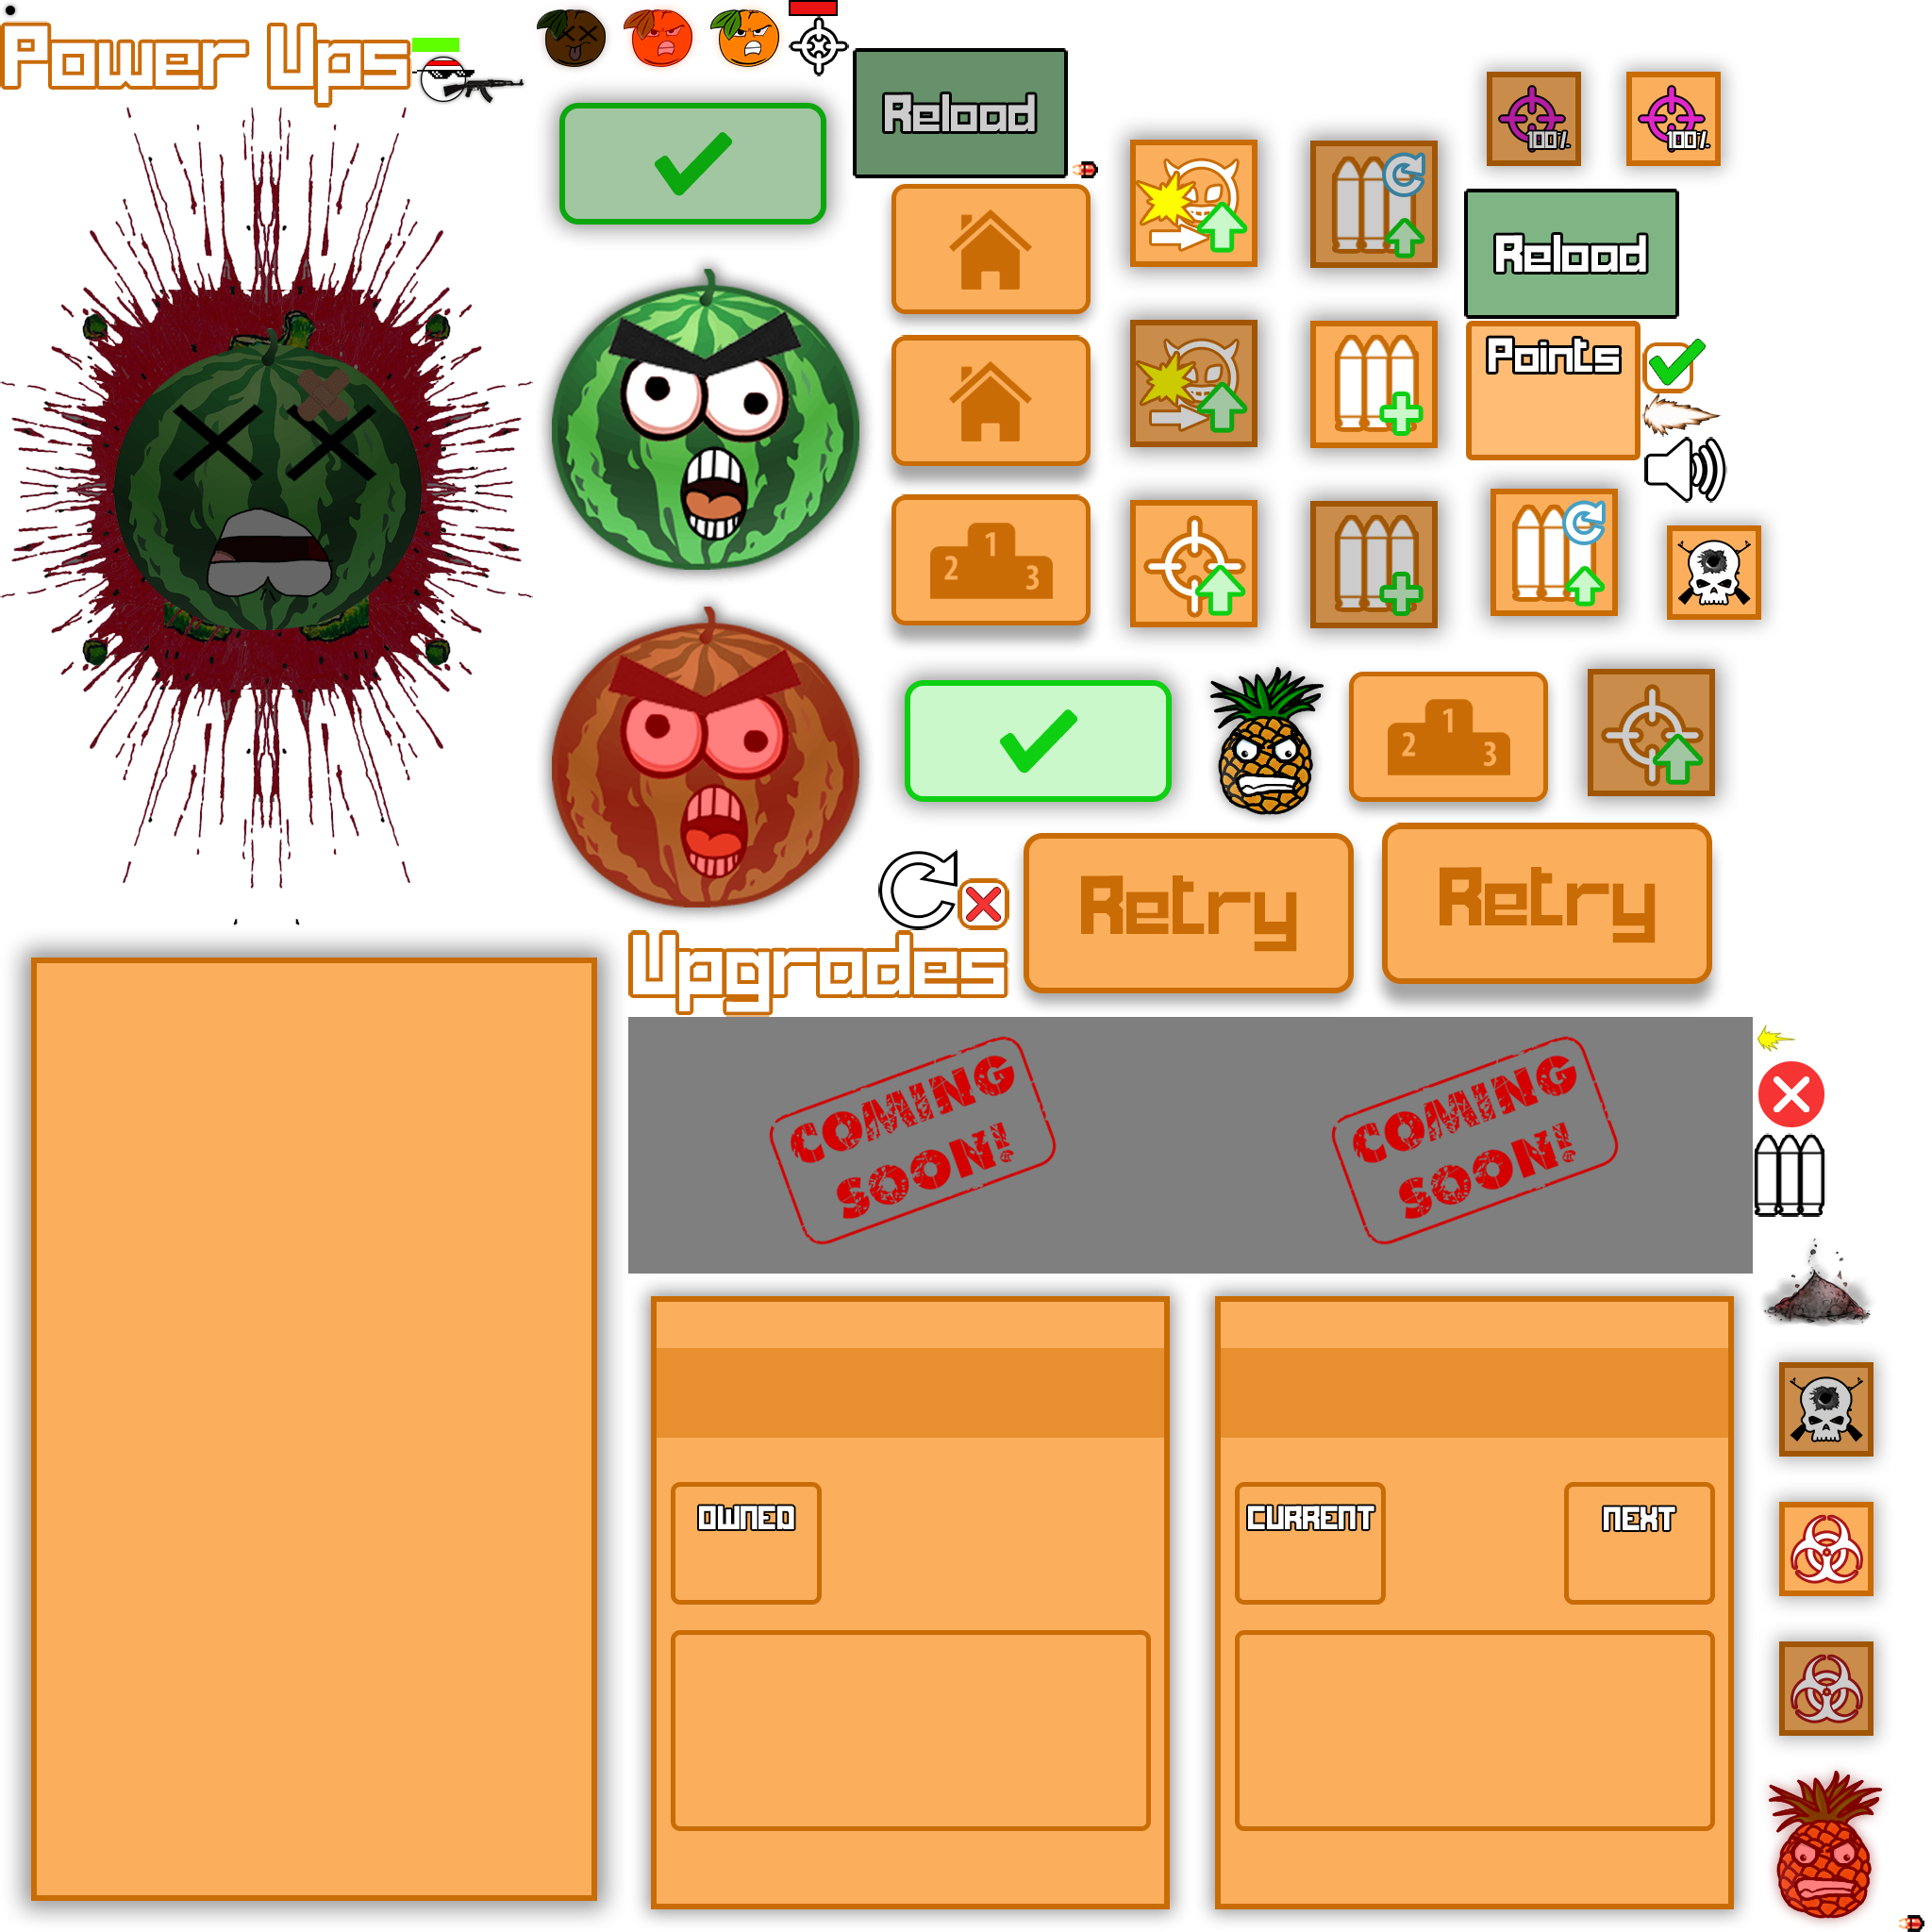 Power Ups
Reload
100%
100%
Reload
Points
1
2 3
1
2 3
Retry
Retry
Upgrades
COMING
SOON!
COMING
SOON!
OWNED
CURRENT
NEXT